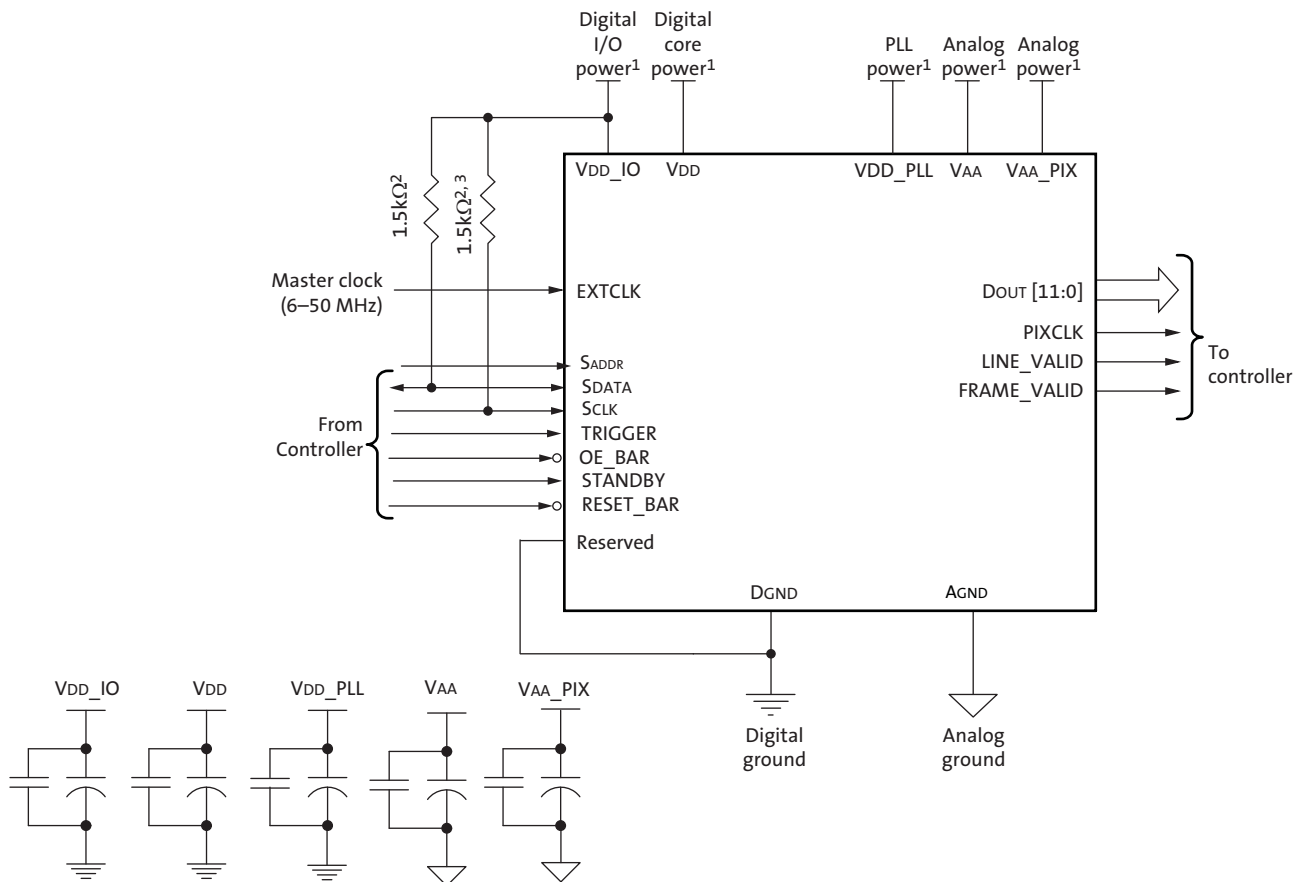 Digital
I/O
power1
Digital
core
power1
PLL
power1
Analog
power1
Analog
power1
VDD_IO
VDD
VDD_PLL
VAA
VAA_PIX
1.5kΩ2
1.5kΩ2, 3
Master clock
(6–50 MHz)
EXTCLK
SADDR
SDATA
SCLK
TRIGGER
OE_BAR
STANDBY
RESET_BAR
Reserved
From
Controller
DOUT [11:0]
PIXCLK
LINE_VALID
FRAME_VALID
To
controller
DGND
AGND
Digital
ground
Analog
ground
VDD_IO
VDD
VDD_PLL
VAA
VAA_PIX